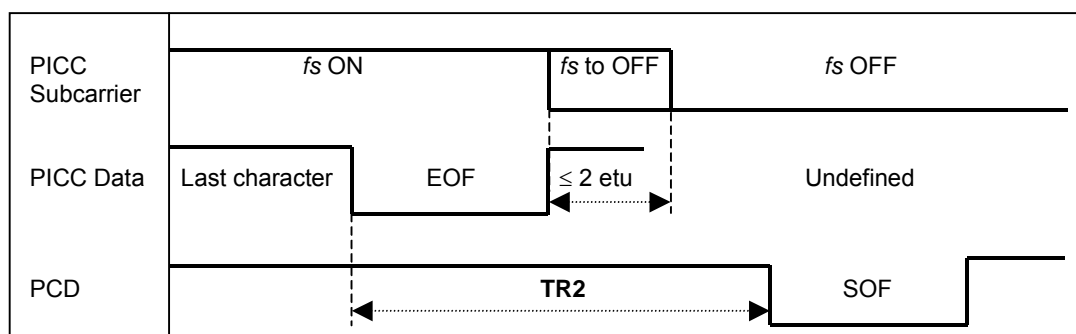 PICC
Subcarrier
fs ON
fs to OFF
fs OFF
PICC Data
Last character
EOF
≤ 2 etu
Undefined
PCD
TR2
SOF